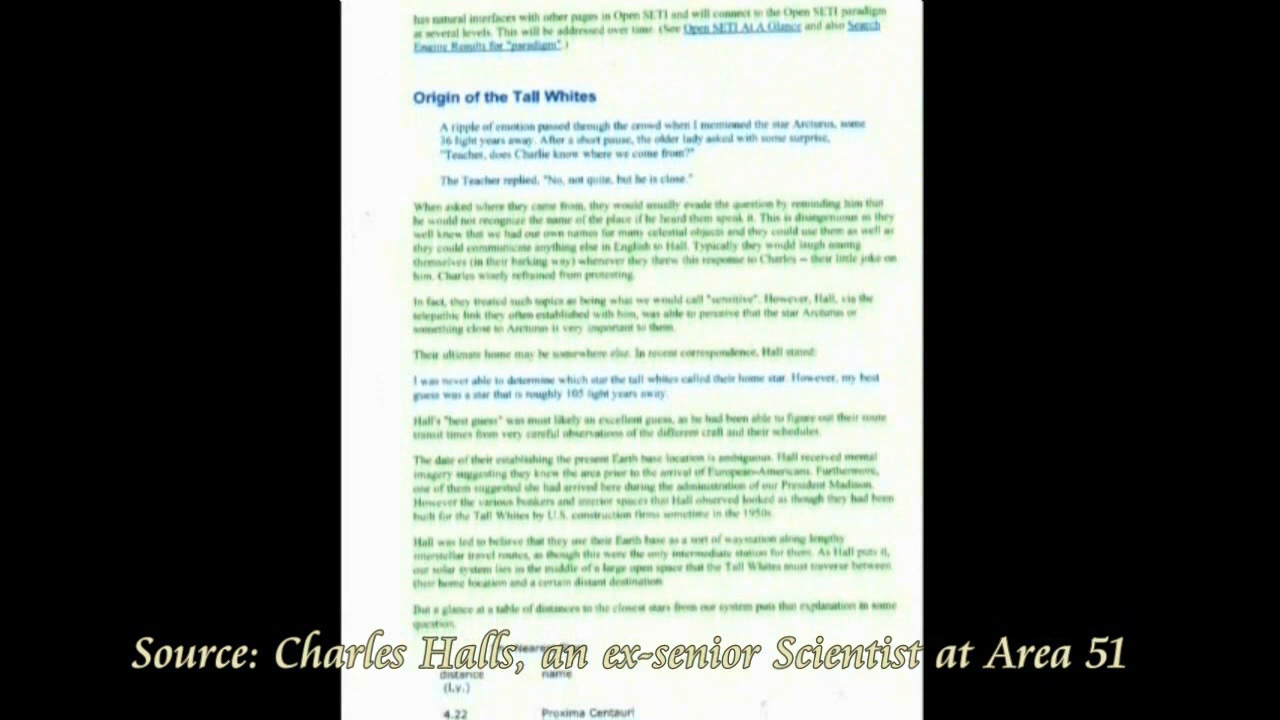 has natural interfaces with other pages in Open SETI and will connect to the Open SETI paradigm
at several levels. This will be addressed over time. (See Open SETI At A Glance and also Search
Engine Results for "paradigm".)
Origin of the Tall Whites
A ripple of emotion passed through the crowd when I mentioned the star Arcturus, some
36 light years away. After a short pause, the older lady asked with some surprise,
"Teacher, does Charlie know where we come from?"
The Teacher replied, "No, not quite, but he is close."
When asked where they came from, they would usually evade the question by reminding him that
he would not recognize the name of the place if he heard them speak it. This is disingenuous as they
well knew that we had our own names for many celestial objects and they could use them as well as
they could communicate anything else in English to Hall. Typically they would laugh among
themselves (in their barking way) whenever they threw this response to Charles -- their little joke on
him. Charles wisely refrained from protesting.
In fact, they treated such topics as being what we would call "sensitive". However, Hall, via the
telepathic link they often established with him, was able to perceive that the star Arcturus or
something close to Arcturus is very important to them.
Their ultimate home may be somewhere else. In recent correspondence, Hall stated:
I was never able to determine which star the tall whites called their home star. However, my best
guess was a star that is roughly 105 light years away.
Hall's "best guess" was most likely an excellent guess, as he had been able to figure out their route
transit times from very careful observations of the different craft and their schedules.
The date of their establishing the present Earth base location is ambiguous. Hall received mental
imagery suggesting they knew the area prior to the arrival of European-Americans. Furthermore,
one of them suggested she had arrived here during the administration of our President Madison.
However the various bunkers and interior spaces that Hall observed looked as though they had been
built for the Tall Whites by U.S. construction firms sometime in the 1950s.
Hall was led to believe that they use their Earth base as a sort of waystation along lengthy
interstellar travel routes, as though this were the only intermediate station for them. As Hall puts it,
our solar system lies in the middle of a large open space that the Tall Whites must traverse between
their home location and a certain distant destination.
But a glance at a table of distances to the closest stars from our system puts that explanation in some
question.
Source: Charles Halls, an ex-senior Scientist at Area 51
distance name
(l.y.)
4.22 Proxima Centauri